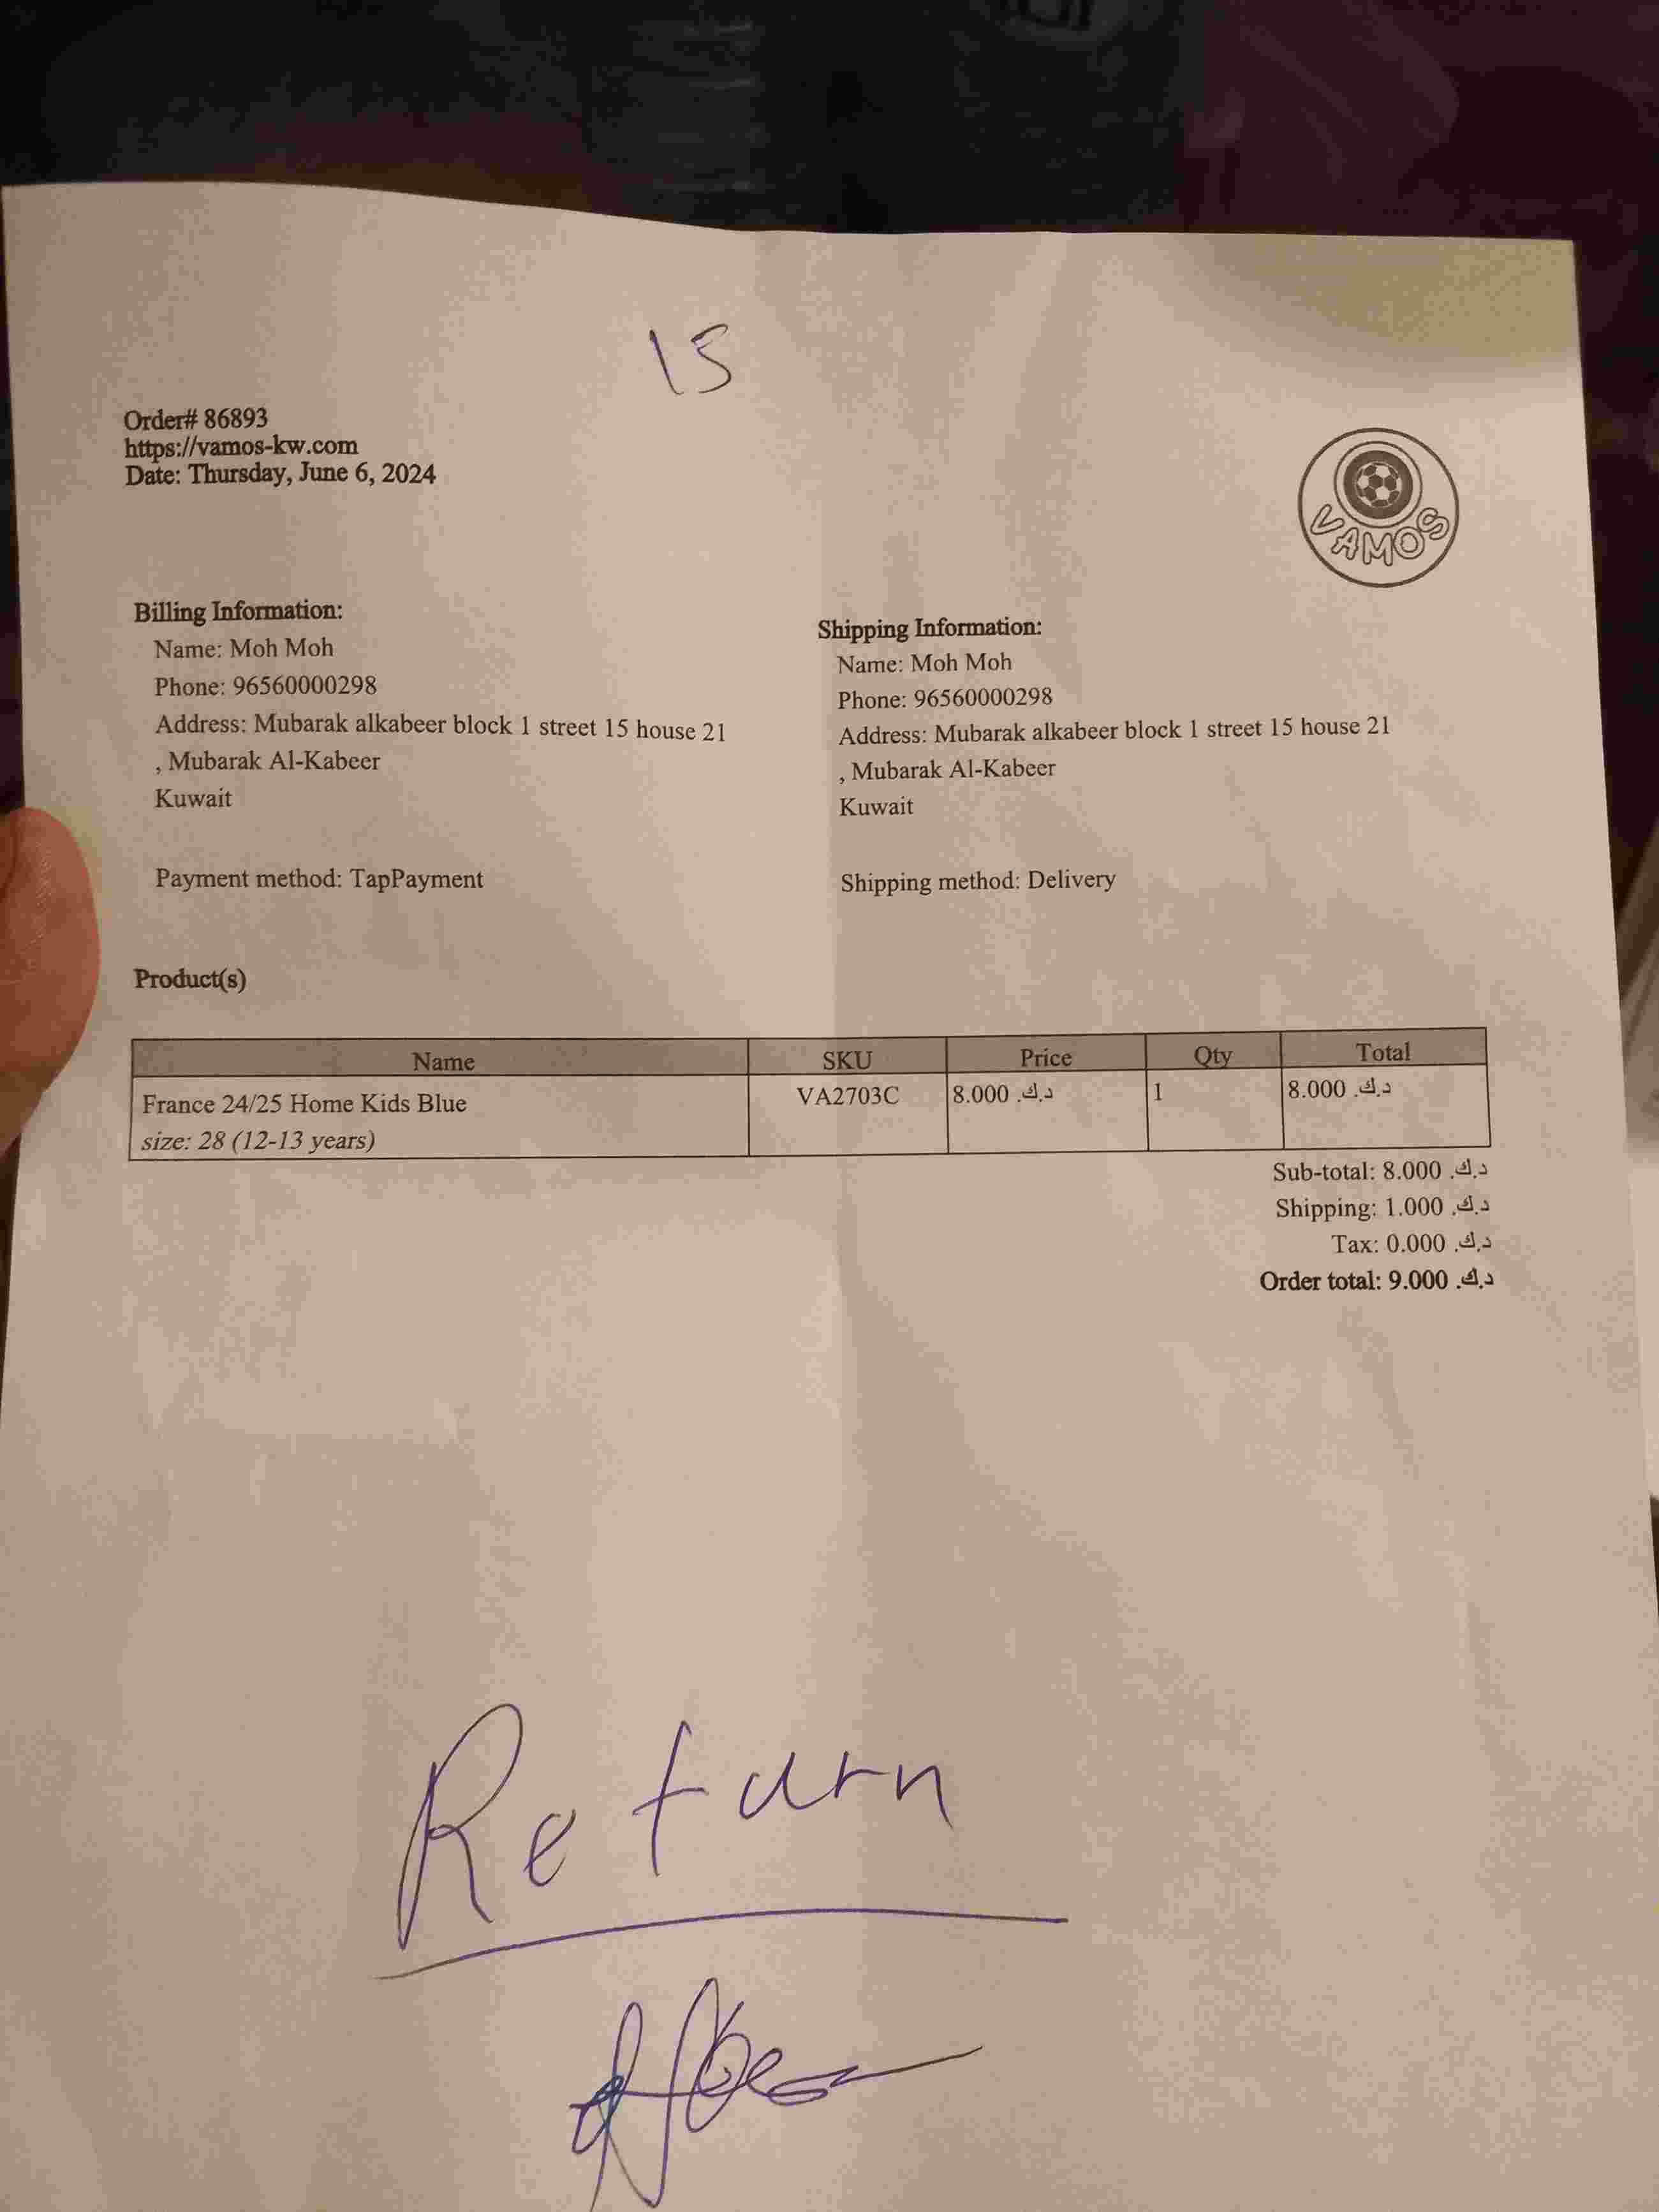 15
Order# 86893
https://vamos-kw.com
Date: Thursday, June 6, 2024
VAMOS
Billing Information:
Name: Moh Moh
Phone: 96560000298
Address: Mubarak alkabeer block 1 street 15 house 21
, Mubarak Al-Kabeer
Kuwait
Payment method: TapPayment
Shipping Information:
Name: Moh Moh
Phone: 96560000298
Address: Mubarak alkabeer block 1 street 15 house 21
, Mubarak Al-Kabeer
Kuwait
Shipping method: Delivery
Product(s)
Name SKU Price Qty Total
France 24/25 Home Kids Blue VA2703C 8.000 د.ك. 1 8.000 د.ك.
size: 28 (12-13 years)
Sub-total: 8.000 د.ك.
Shipping: 1.000 د.ك.
Tax: 0.000 د.ك.
Order total: 9.000 د.ك.
Return